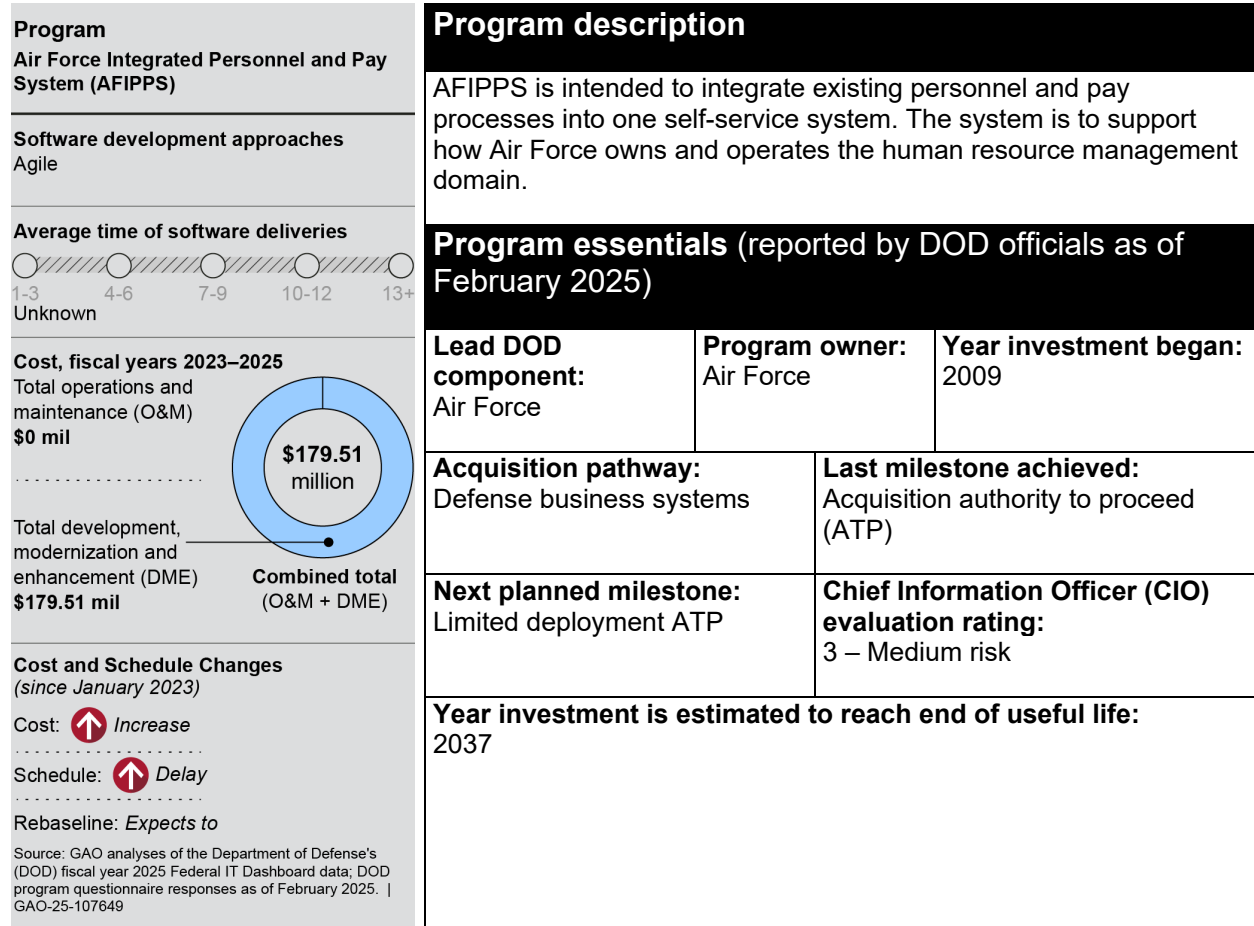 Program
Air Force Integrated Personnel and Pay
System (AFIPPS)
Software development approaches
Agile
Average time of software deliveries
1-3 4-6 7-9 10-12 13+
Unknown
Cost, fiscal years 2023–2025
Total operations and
maintenance (O&M)
$0 mil
$179.51
million
Total development,
modernization and
enhancement (DME)
$179.51 mil
Combined total
(O&M + DME)
Cost and Schedule Changes
(since January 2023)
Cost: Increase
Schedule: Delay
Rebaseline: Expects to
Source: GAO analyses of the Department of Defense's
(DOD) fiscal year 2025 Federal IT Dashboard data; DOD
program questionnaire responses as of February 2025. |
GAO-25-107649
Program description
AFIPPS is intended to integrate existing personnel and pay
processes into one self-service system. The system is to support
how Air Force owns and operates the human resource management
domain.
Program essentials (reported by DOD officials as of
February 2025)
Lead DOD
component:
Air Force
Program owner:
Air Force
Year investment began:
2009
Acquisition pathway:
Defense business systems
Last milestone achieved:
Acquisition authority to proceed
(ATP)
Next planned milestone:
Limited deployment ATP
Chief Information Officer (CIO)
evaluation rating:
3 – Medium risk
Year investment is estimated to reach end of useful life:
2037